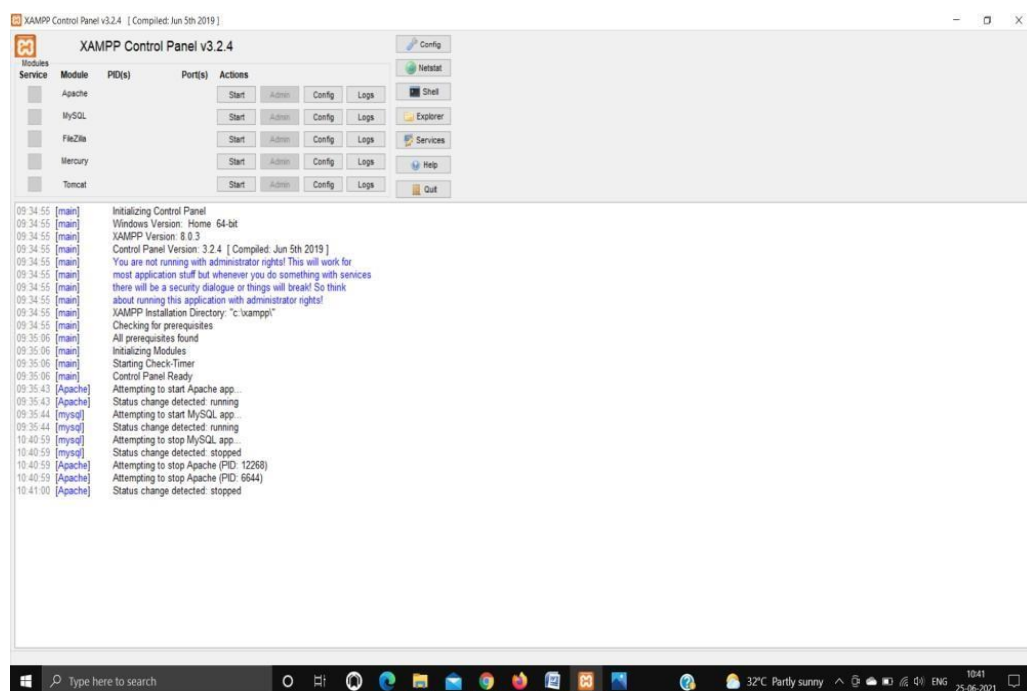 XAMPP Control Panel v3.2.4 [ Compiled: Jun 5th 2019 ]
XAMPP Control Panel v3.2.4
Config
Modules
Service Module PID(s) Port(s) Actions
Netstat
Apache Start Admin Config Logs
Shell
MySQL Start Admin Config Logs
Explorer
FileZilla Start Admin Config Logs
Services
Mercury Start Admin Config Logs
Help
Tomcat Start Admin Config Logs
Quit
09:34:55 [main] Initializing Control Panel
09:34:55 [main] Windows Version: Home 64-bit
09:34:55 [main] XAMPP Version: 8.0.3
09:34:55 [main] Control Panel Version: 3.2.4 [ Compiled: Jun 5th 2019 ]
09:34:55 [main] You are not running with administrator rights! This will work for
09:34:55 [main] most application stuff but whenever you do something with services
09:34:55 [main] there will be a security dialogue or things will break! So think
09:34:55 [main] about running this application with administrator rights!
09:34:55 [main] XAMPP Installation Directory: "c:\xampp\"
09:34:55 [main] Checking for prerequisites
09:35:06 [main] All prerequisites found
09:35:06 [main] Initializing Modules
09:35:06 [main] Starting Check-Timer
09:35:06 [main] Control Panel Ready
09:35:43 [Apache] Attempting to start Apache app...
09:35:43 [Apache] Status change detected: running
09:35:44 [mysql] Attempting to start MySQL app...
09:35:44 [mysql] Status change detected: running
10:40:59 [mysql] Attempting to stop MySQL app...
10:40:59 [mysql] Status change detected: stopped
10:40:59 [Apache] Attempting to stop Apache (PID: 12268)
10:40:59 [Apache] Attempting to stop Apache (PID: 6644)
10:41:00 [Apache] Status change detected: stopped
Type here to search
32°C Partly sunny
ENG
10:41
25-06-2021